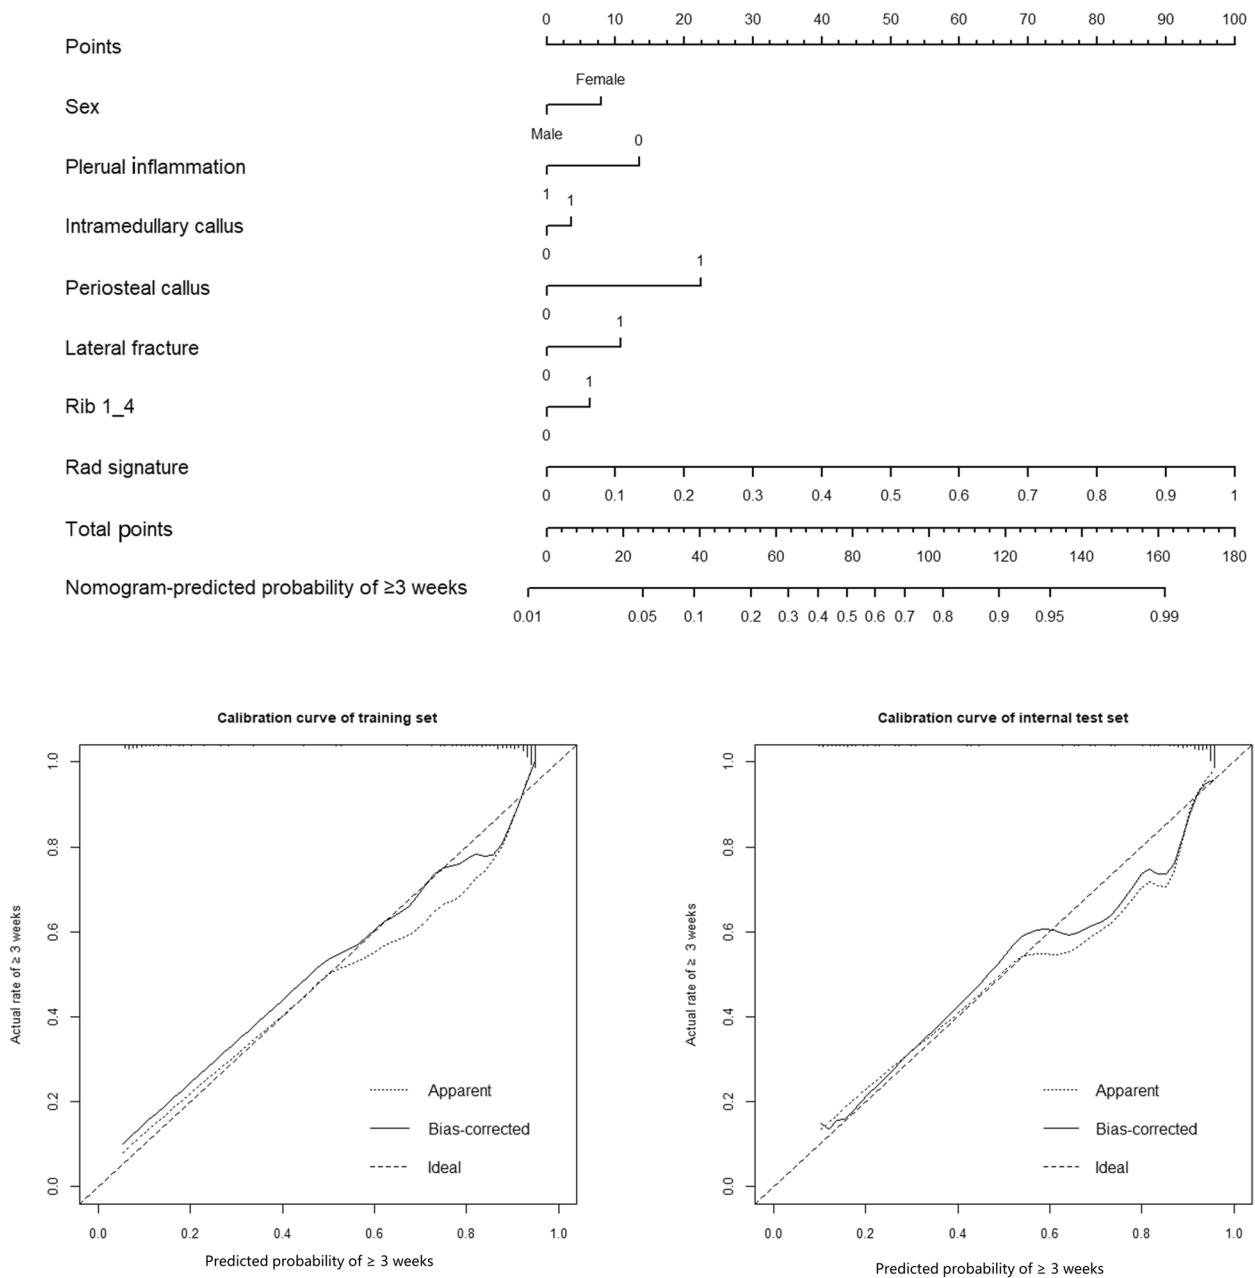 0 10 20 30 40 50 60 70 80 90 100
Points
Female
Sex
Male
0
Plerual inflammation
1
1
Intramedullary callus
0
1
Periosteal callus
0
1
Lateral fracture
0
1
Rib 1_4
0
Rad signature
0 0.1 0.2 0.3 0.4 0.5 0.6 0.7 0.8 0.9 1
Total points
0 20 40 60 80 100 120 140 160 180
Nomogram-predicted probability of ≥3 weeks
0.01 0.05 0.1 0.2 0.3 0.4 0.5 0.6 0.7 0.8 0.9 0.95 0.99
Calibration curve of training set
Actual rate of ≥ 3 weeks
0.0 0.2 0.4 0.6 0.8 1.0
Apparent
Bias-corrected
Ideal
0.0 0.2 0.4 0.6 0.8 1.0
Predicted probability of ≥ 3 weeks
Calibration curve of internal test set
Actual rate of ≥ 3 weeks
0.0 0.2 0.4 0.6 0.8 1.0
Apparent
Bias-corrected
Ideal
0.0 0.2 0.4 0.6 0.8 1.0
Predicted probability of ≥ 3 weeks